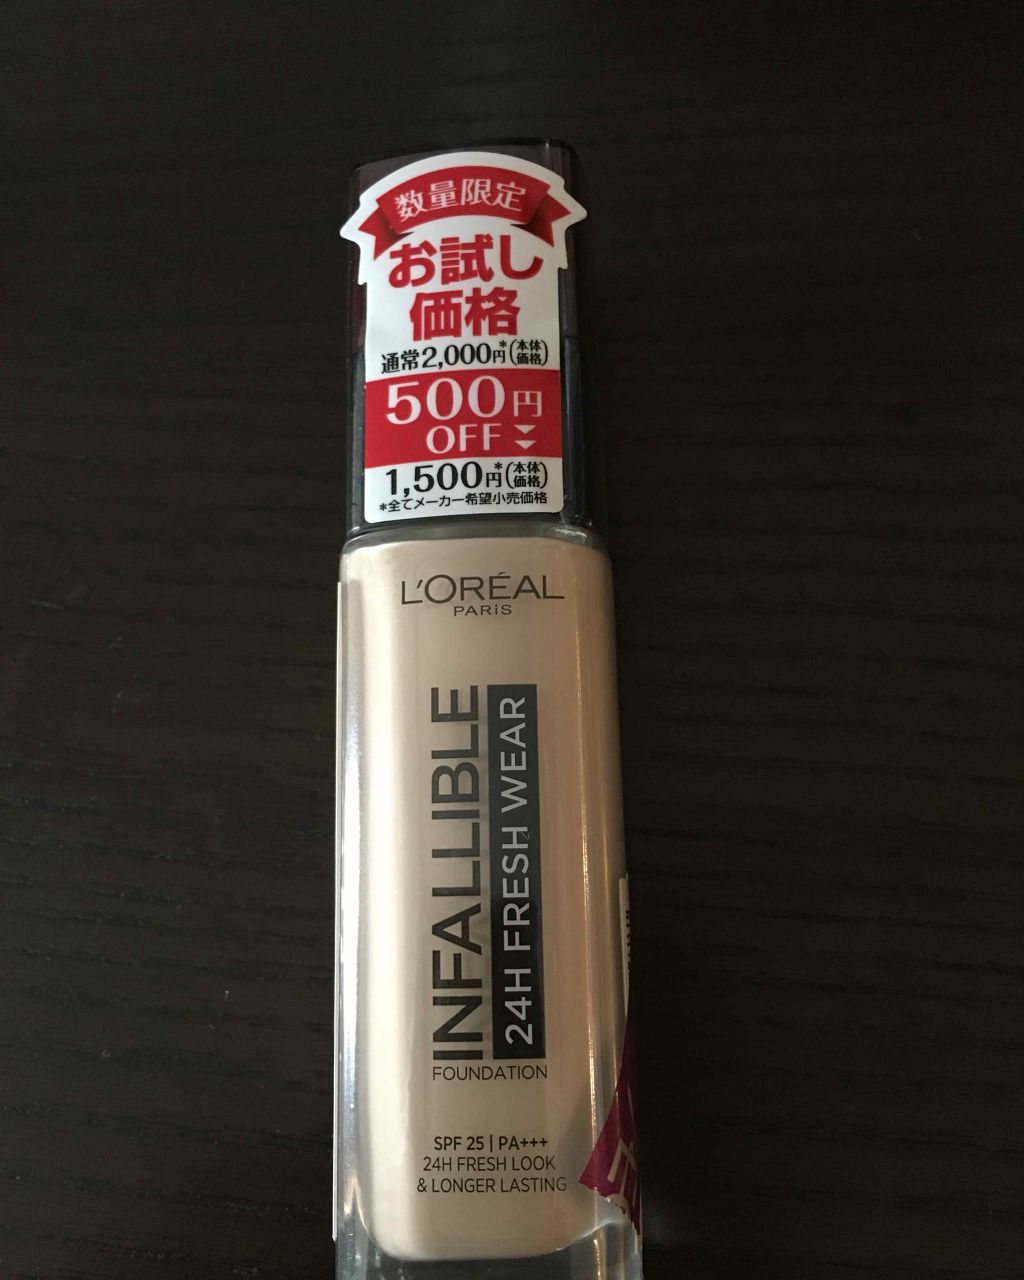 数量限定
お試し
価格
通常2,000円*(本体価格)
500円
OFF
1,500円*(本体価格)
*全てメーカー希望小売価格
L'ORÉAL
PARiS
INFALLIBLE
24H FRESH WEAR
FOUNDATION
SPF 25 | PA+++
24H FRESH LOOK
& LONGER LASTING